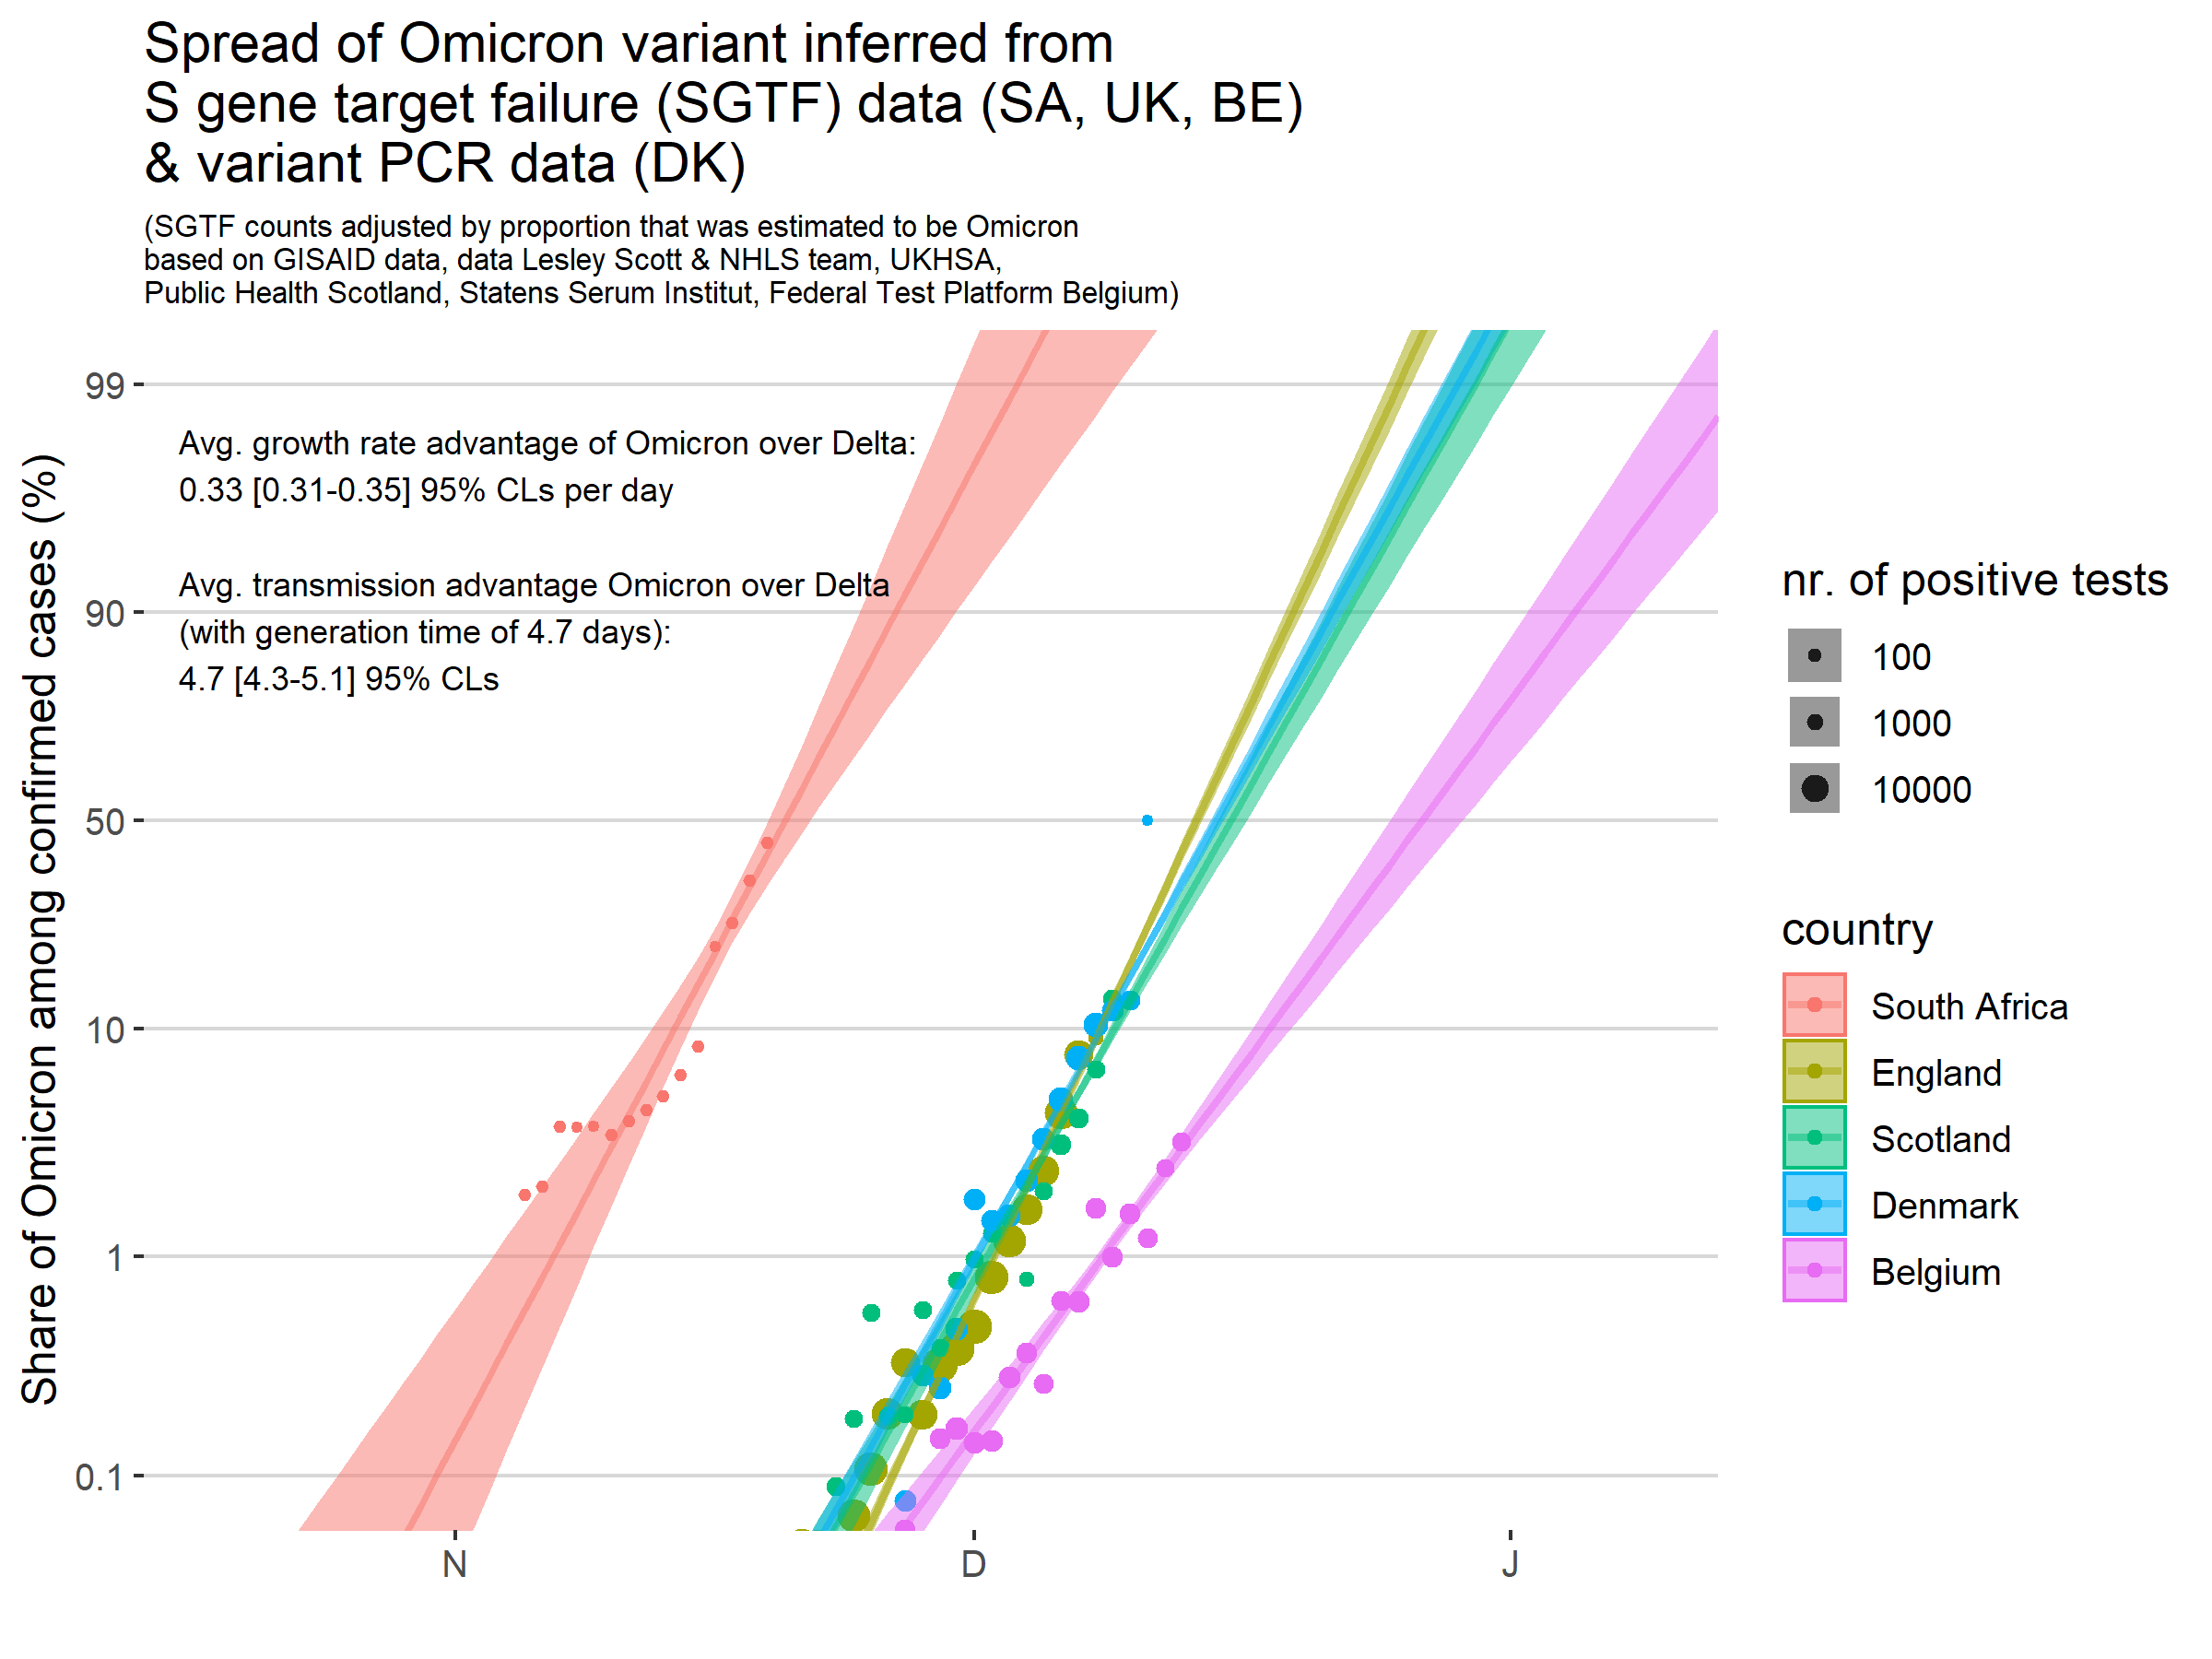 Spread of Omicron variant inferred from
S gene target failure (SGTF) data (SA, UK, BE)
& variant PCR data (DK)
(SGTF counts adjusted by proportion that was estimated to be Omicron
based on GISAID data, data Lesley Scott & NHLS team, UKHSA,
Public Health Scotland, Statens Serum Institut, Federal Test Platform Belgium)
Share of Omicron among confirmed cases (%)
99
90
50
10
1
0.1
Avg. growth rate advantage of Omicron over Delta:
0.33 [0.31-0.35] 95% CLs per day
Avg. transmission advantage Omicron over Delta
(with generation time of 4.7 days):
4.7 [4.3-5.1] 95% CLs
N
D
J
nr. of positive tests
100
1000
10000
country
South Africa
England
Scotland
Denmark
Belgium